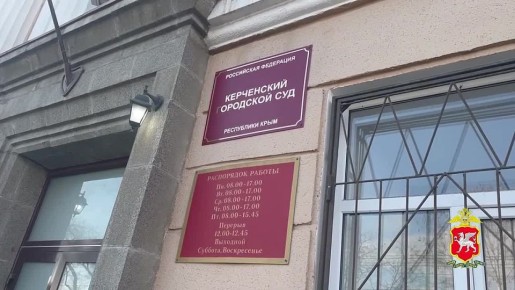 РОССИЙСКАЯ ФЕДЕРАЦИЯ
КЕРЧЕНСКИЙ
ГОРОДСКОЙ СУД
РЕСПУБЛИКИ КРЫМ
РАСПОРЯДОК РАБОТЫ
Пн. 08.00-17.00
Вт. 08.00-17.00
Ср. 08.00-17.00
Чт. 08.00-17.00
Пт. 08.00-15.45
Перерыв
12.00-12.45
Выходной
Суббота, Воскресенье